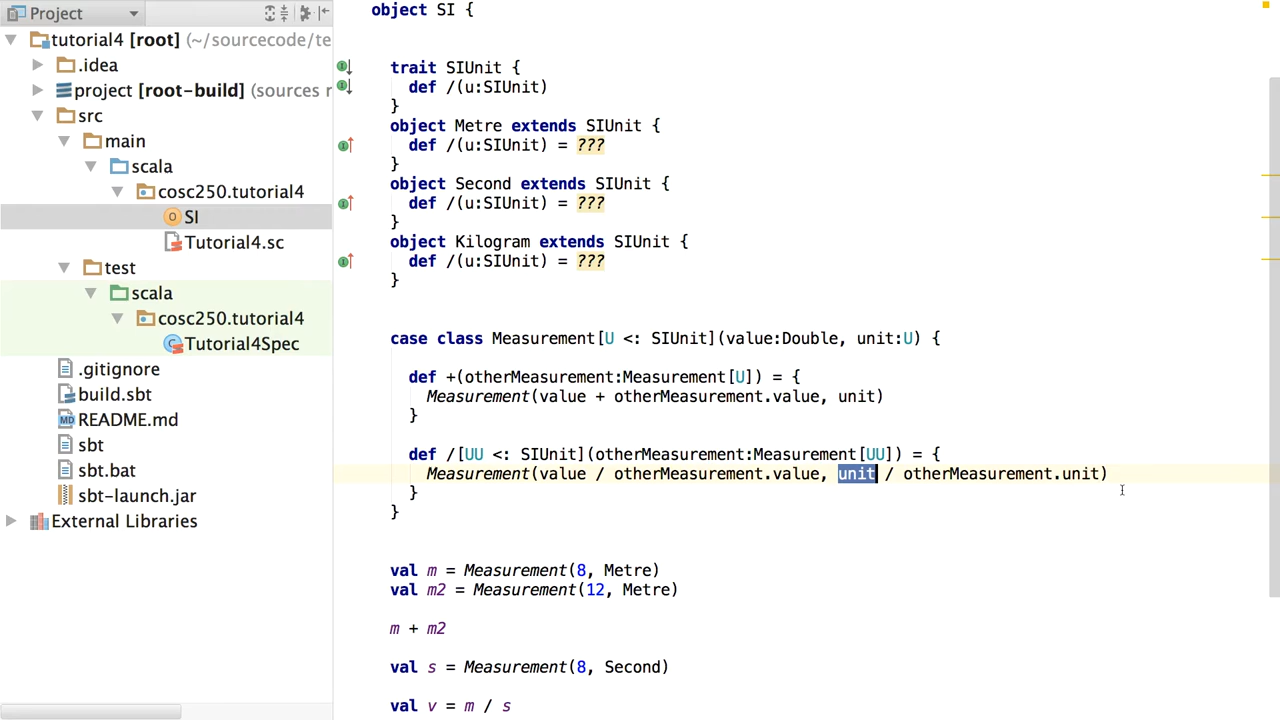 Project
tutorial4 [root] (~/sourcecode/te
.idea
project [root-build] (sources r
src
main
scala
cosc250.tutorial4
SI
Tutorial4.sc
test
scala
cosc250.tutorial4
Tutorial4Spec
.gitignore
build.sbt
README.md
sbt
sbt.bat
sbt-launch.jar
External Libraries
object SI {
trait SIUnit {
def /(u:SIUnit)
}
object Metre extends SIUnit {
def /(u:SIUnit) = ???
}
object Second extends SIUnit {
def /(u:SIUnit) = ???
}
object Kilogram extends SIUnit {
def /(u:SIUnit) = ???
}
case class Measurement[U <: SIUnit](value:Double, unit:U) {
def +(otherMeasurement:Measurement[U]) = {
Measurement(value + otherMeasurement.value, unit)
}
def /[UU <: SIUnit](otherMeasurement:Measurement[UU]) = {
Measurement(value / otherMeasurement.value, unit / otherMeasurement.unit)
}
}
val m = Measurement(8, Metre)
val m2 = Measurement(12, Metre)
m + m2
val s = Measurement(8, Second)
val v = m / s